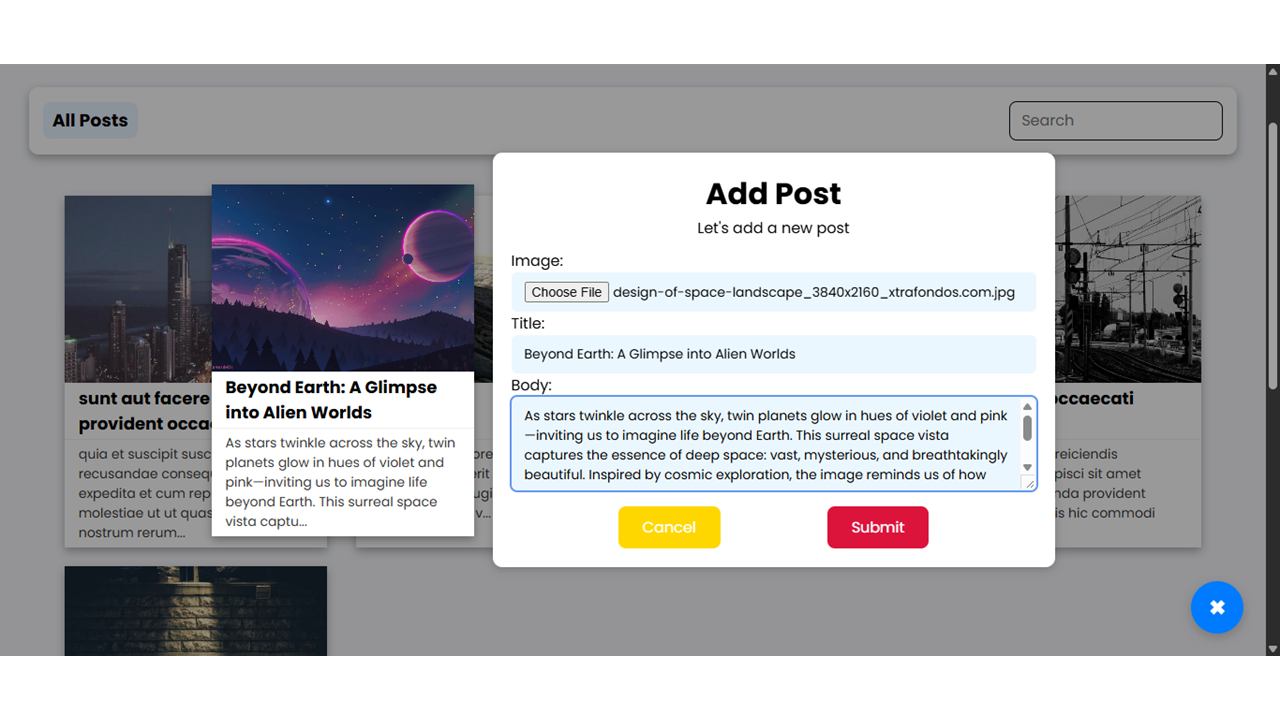 All Posts
Search
Add Post
Let's add a new post
Image:
Choose File design-of-space-landscape_3840x2160_xtrafondos.com.jpg
Title:
Beyond Earth: A Glimpse into Alien Worlds
Body:
As stars twinkle across the sky, twin planets glow in hues of violet and pink
—inviting us to imagine life beyond Earth. This surreal space vista
captures the essence of deep space: vast, mysterious, and breathtakingly
beautiful. Inspired by cosmic exploration, the image reminds us of how
Cancel
Submit
Beyond Earth: A Glimpse
into Alien Worlds
As stars twinkle across the sky, twin
planets glow in hues of violet and
pink—inviting us to imagine life
beyond Earth. This surreal space
vista captu...
sunt aut facere
provident occa
quia et suscipit susc
recusandae conseq
expedita et cum rep
molestiae ut ut quas
nostrum rerum...
occaecati
reiciendis
pisci sit amet
nda provident
is hic commodi